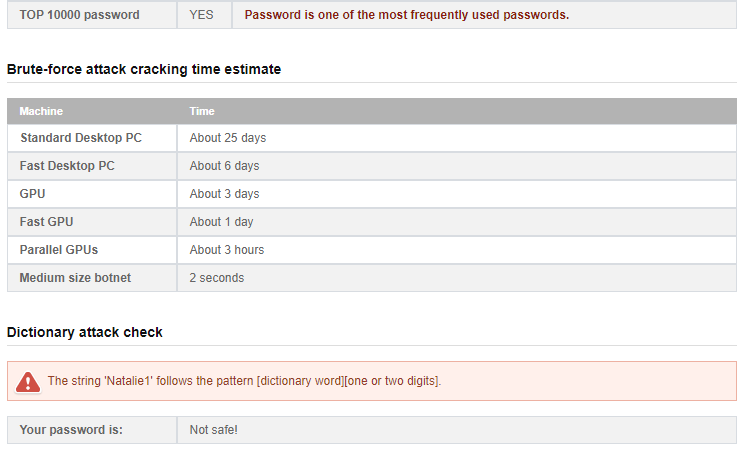 TOP 10000 password YES Password is one of the most frequently used passwords.
Brute-force attack cracking time estimate
Machine Time
Standard Desktop PC About 25 days
Fast Desktop PC About 6 days
GPU About 3 days
Fast GPU About 1 day
Parallel GPUs About 3 hours
Medium size botnet 2 seconds
Dictionary attack check
The string 'Natalie1' follows the pattern [dictionary word][one or two digits].
Your password is: Not safe!